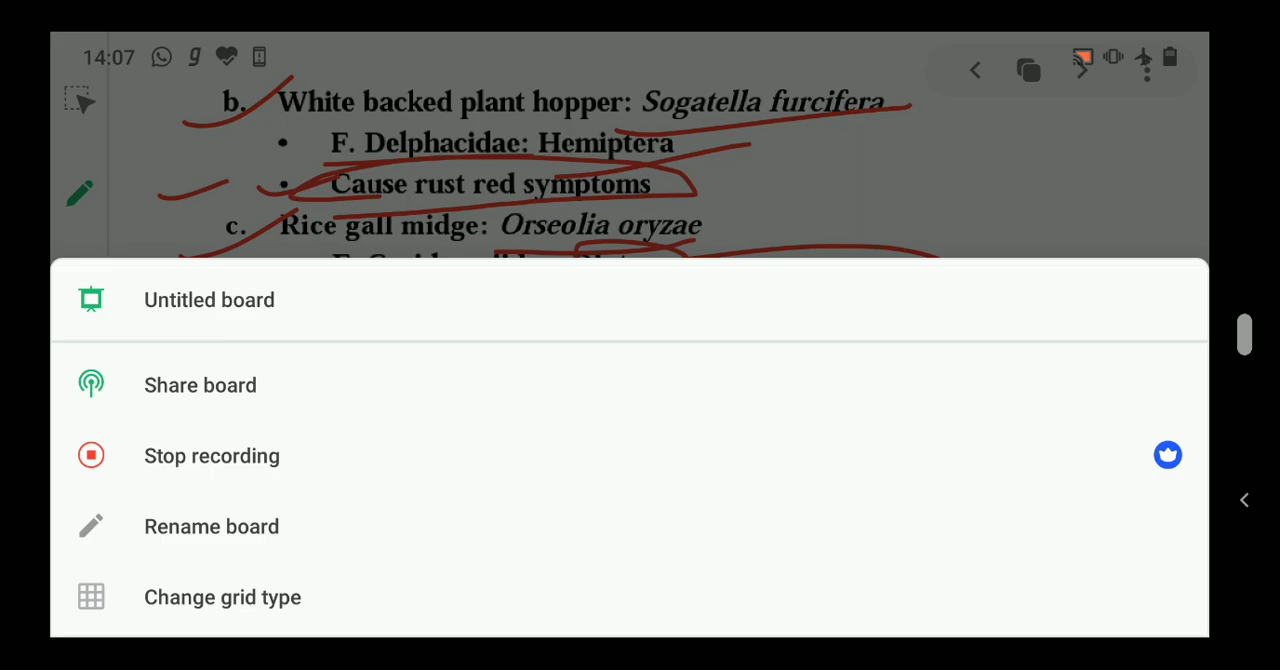 14:07
b. White backed plant hopper: Sogatella furcifera
• F. Delphacidae: Hemiptera
• Cause rust red symptoms
c. Rice gall midge: Orseolia oryzae
Untitled board
Share board
Stop recording
Rename board
Change grid type